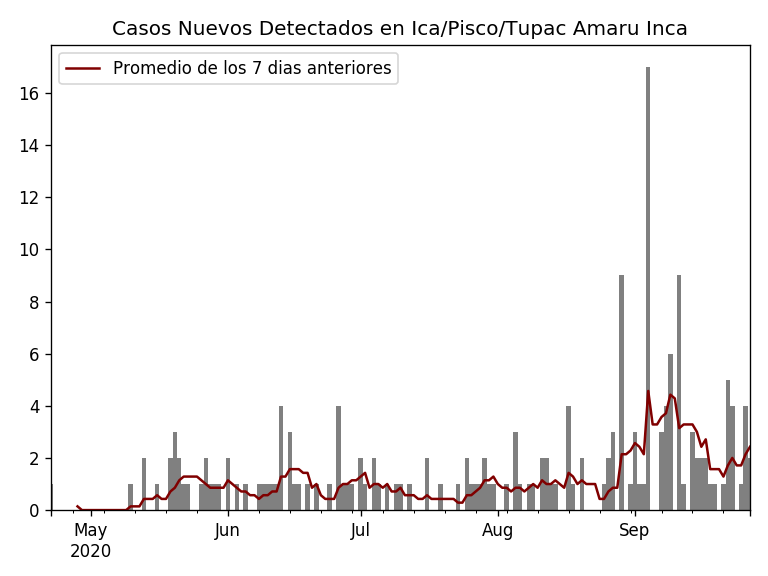 Casos Nuevos Detectados en Ica/Pisco/Tupac Amaru Inca
Promedio de los 7 dias anteriores
16
14
12
10
8
6
4
2
0
May
2020
Jun
Jul
Aug
Sep